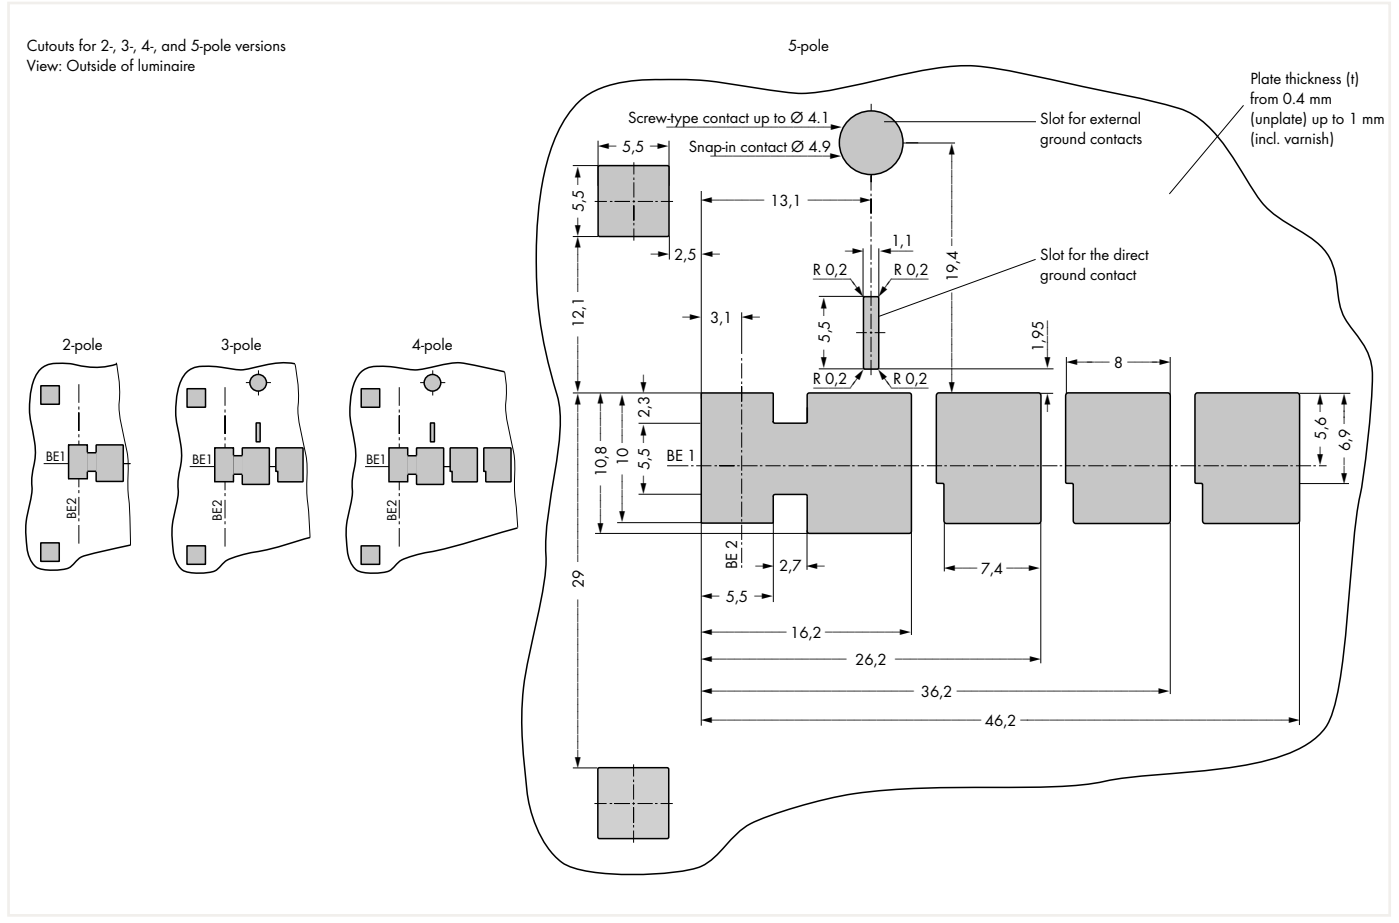 Cutouts for 2-, 3-, 4-, and 5-pole versions
View: Outside of luminaire
5-pole
Plate thickness (t)
from 0.4 mm
(unplate) up to 1 mm
(incl. varnish)
Screw-type contact up to Ø 4.1
Snap-in contact Ø 4.9
Slot for external
ground contacts
5,5
5,5
13,1
2,5
12,1
1,1
19,4
R 0,2
R 0,2
Slot for the direct
ground contact
3,1
5,5
1,95
R 0,2
R 0,2
8
2-pole
3-pole
4-pole
BE1
BE2
BE1
BE2
BE1
BE2
2,3
10,8
10
5,5
BE 1
5,6
6,9
BE 2
2,7
7,4
29
5,5
16,2
26,2
36,2
46,2